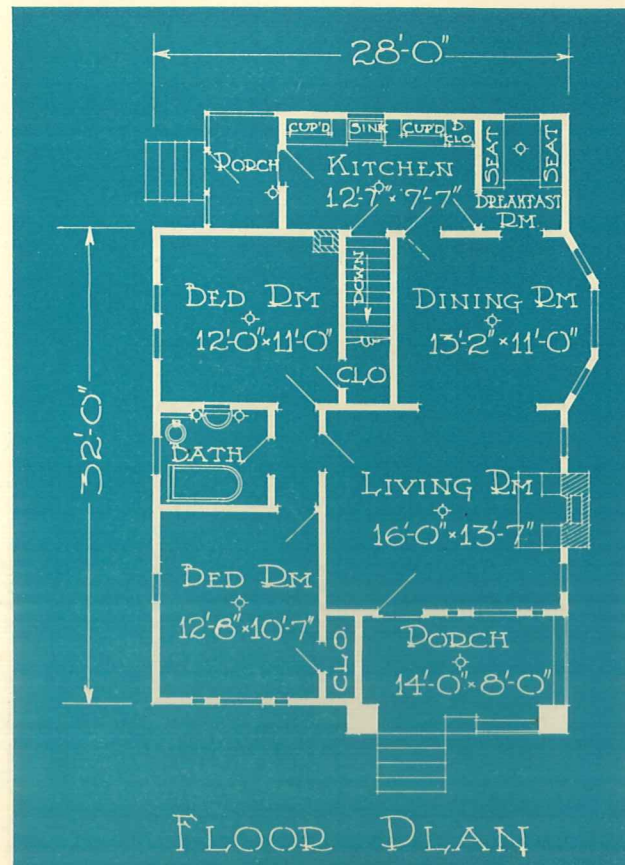 28'-0"
CUP'D
SINK
CUP'D
D.
CLO
SEAT
SEAT
PORCH
KITCHEN
12'-7" × 7'-7"
BREAKFAST
RM
BED RM
12'-0" × 11'-0"
DOWN
DINING RM
13'-2" × 11'-0"
CLO
32'-0"
BATH
LIVING RM
16'-0" × 13'-7"
BED RM
12'-8" × 10'-7"
CLO.
PORCH
14'-0" × 8'-0"
FLOOR PLAN